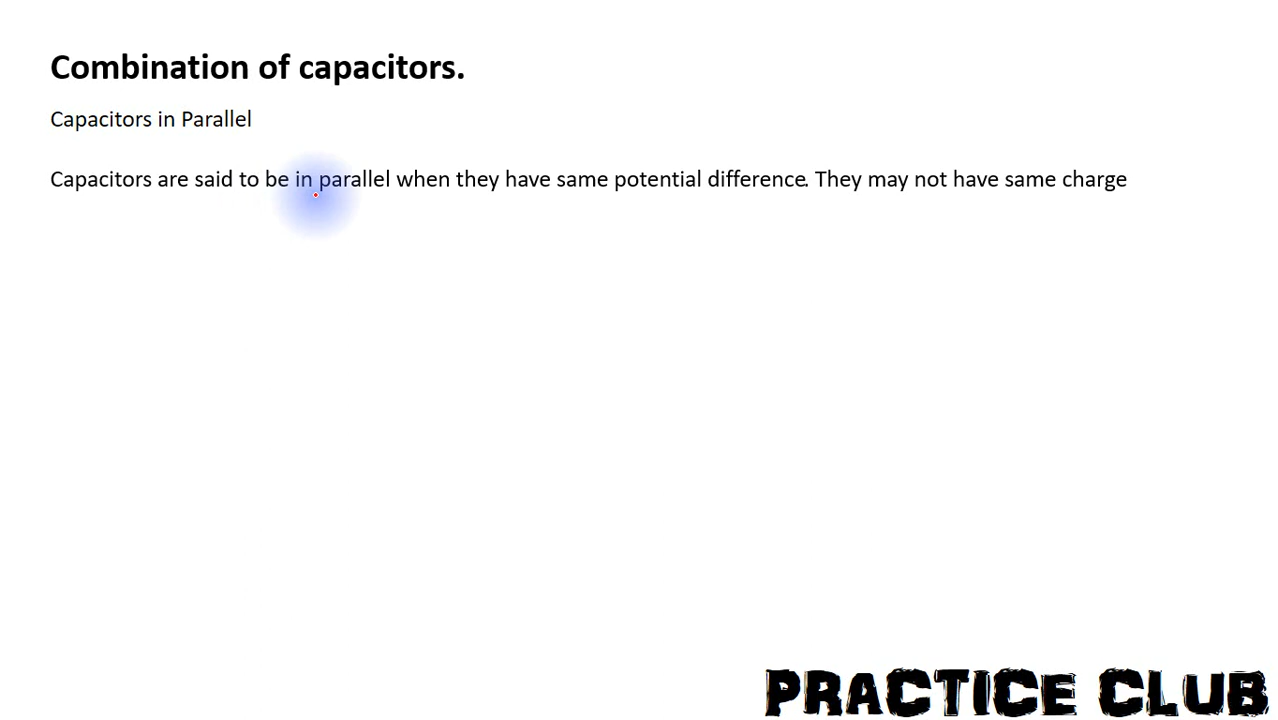 Combination of capacitors.
Capacitors in Parallel
Capacitors are said to be in parallel when they have same potential difference. They may not have same charge
PRACTICE CLUB